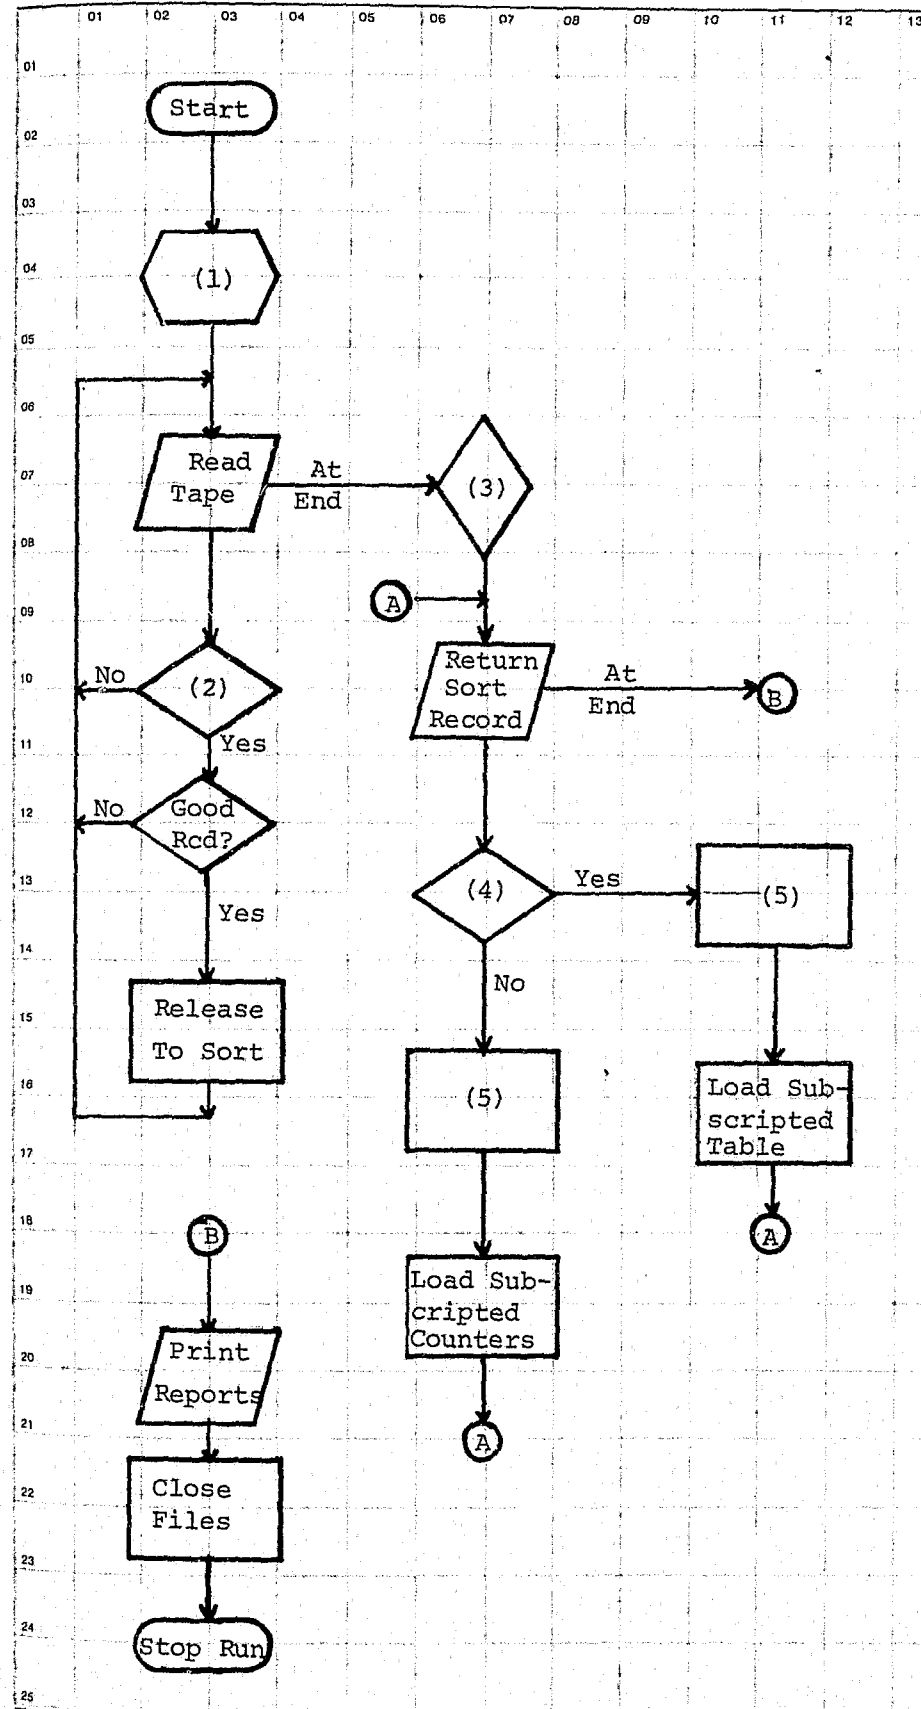 01 02 03 04 05 06 07 08 09 10 11 12 13
01
02
03
04
05
06
07
08
09
10
11
12
13
14
15
16
17
18
19
20
21
22
23
24
25
Start
(1)
Read
Tape
At
End
(2)
No
Yes
Good
Rcd?
No
Yes
Release
To Sort
(3)
A
Return
Sort
Record
At
End
B
(4)
Yes
(5)
Load Sub-
scripted
Table
A
No
(5)
Load Sub-
cripted
Counters
A
B
Print
Reports
Close
Files
Stop Run